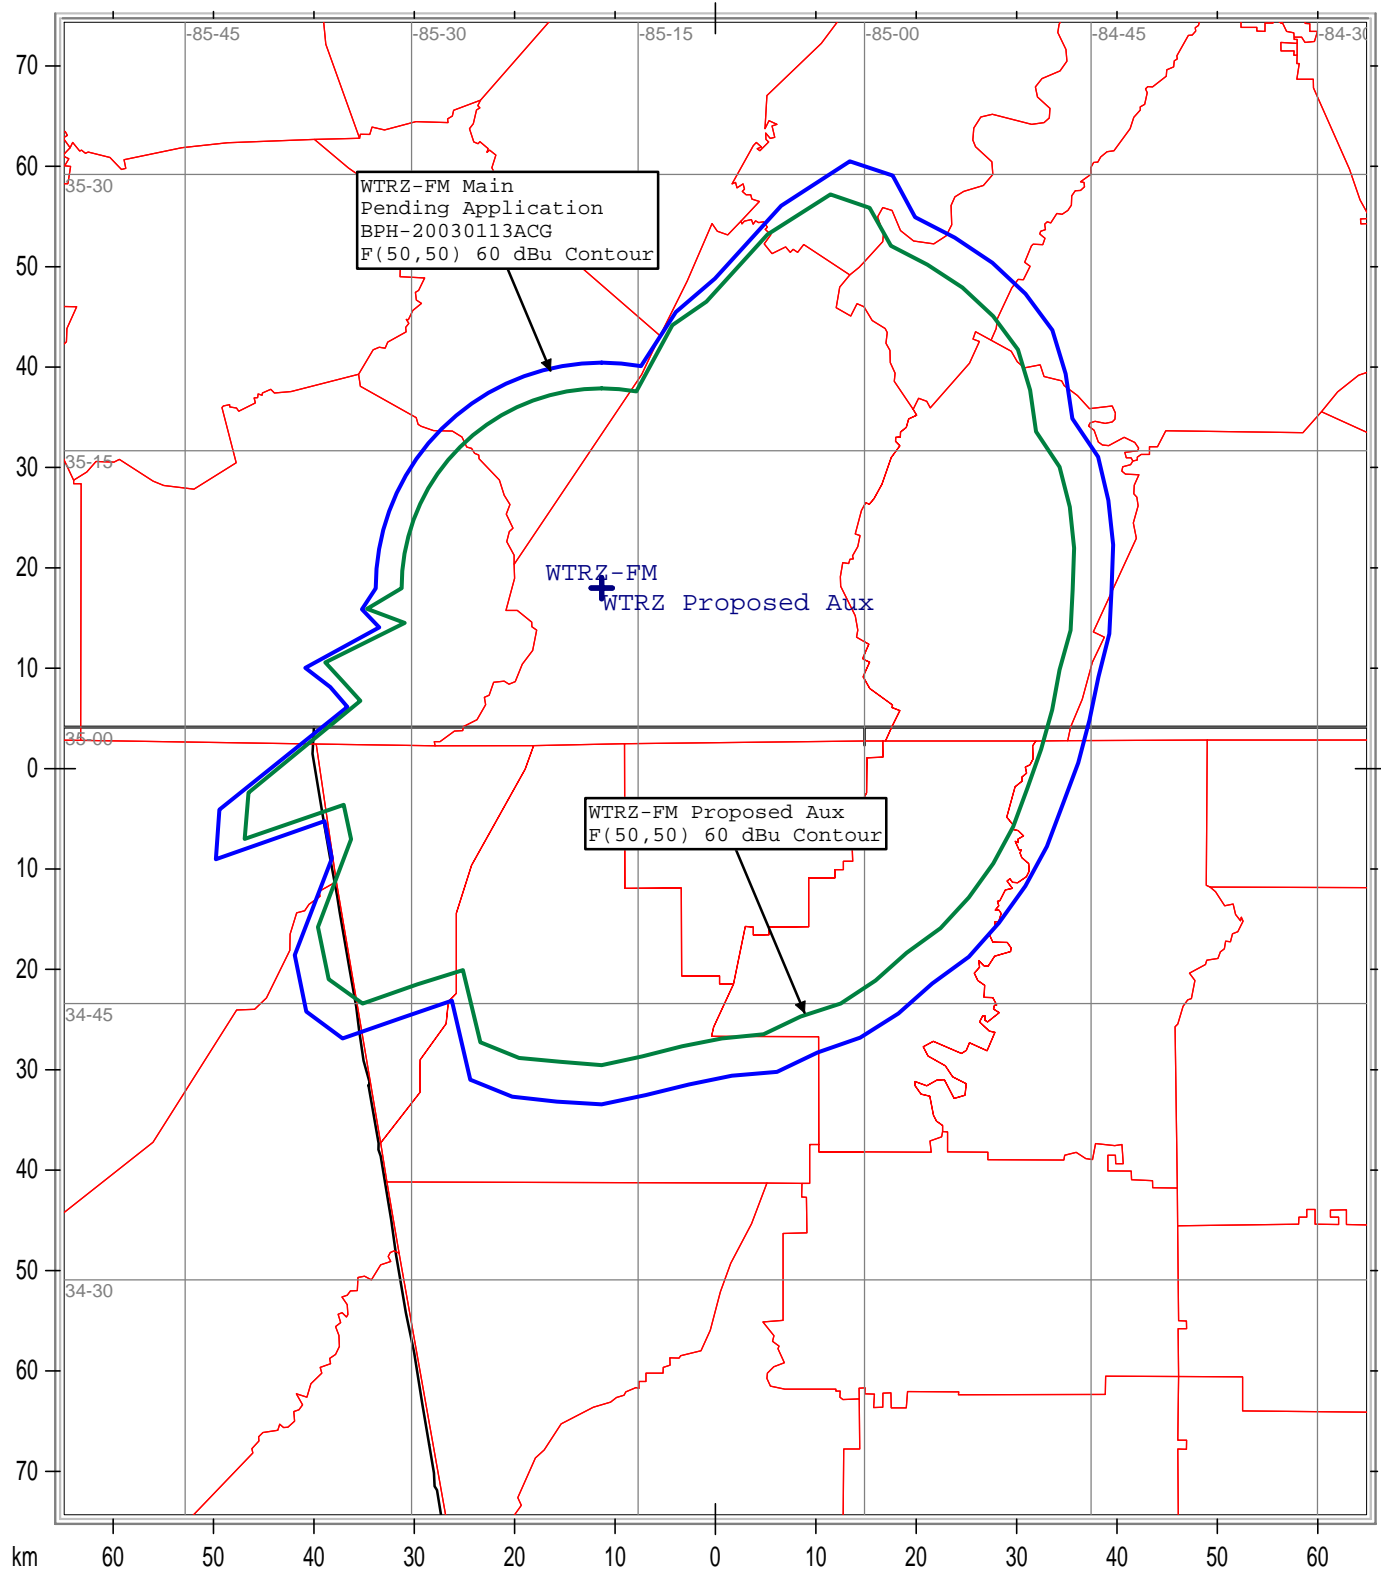 -85-45 -85-30 -85-15 -85-00 -84-45 -84-30
70
60
35-30
WTRZ-FM Main
Pending Application
BPH-20030113ACG
F(50,50) 60 dBu Contour
50
40
30
35-15
20
WTRZ-FM
WTRZ Proposed Aux
10
35-00
0
WTRZ-FM Proposed Aux
F(50,50) 60 dBu Contour
10
20
34-45
30
40
50
34-30
60
70
km 60 50 40 30 20 10 0 10 20 30 40 50 60